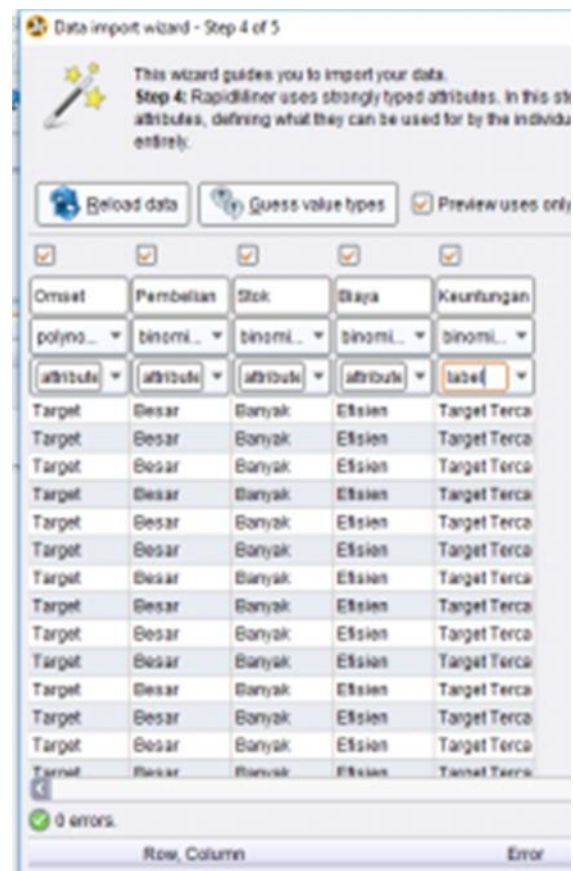 Data import wizard - Step 4 of 5
This wizard guides you to import your data.
Step 4: RapidMiner uses strongly typed attributes. In this ste
attributes, defining what they can be used for by the individu
entirely.
Reload data Guess value types Preview uses only
Omset Pembelian Stok Biaya Keuntungan
polyno... binomi... binomi... binomi... binomi...
attribute attribute attribute attribute label
Target Besar Banyak Efisien Target Terca
Target Besar Banyak Efisien Target Terca
Target Besar Banyak Efisien Target Terca
Target Besar Banyak Efisien Target Terca
Target Besar Banyak Efisien Target Terca
Target Besar Banyak Efisien Target Terca
Target Besar Banyak Efisien Target Terca
Target Besar Banyak Efisien Target Terca
Target Besar Banyak Efisien Target Terca
Target Besar Banyak Efisien Target Terca
Target Besar Banyak Efisien Target Terca
Target Besar Banyak Efisien Target Terca
Target Besar Banyak Efisien Target Terca
Target Besar Banyak Efisien Target Terca
0 errors.
Row, Column Error